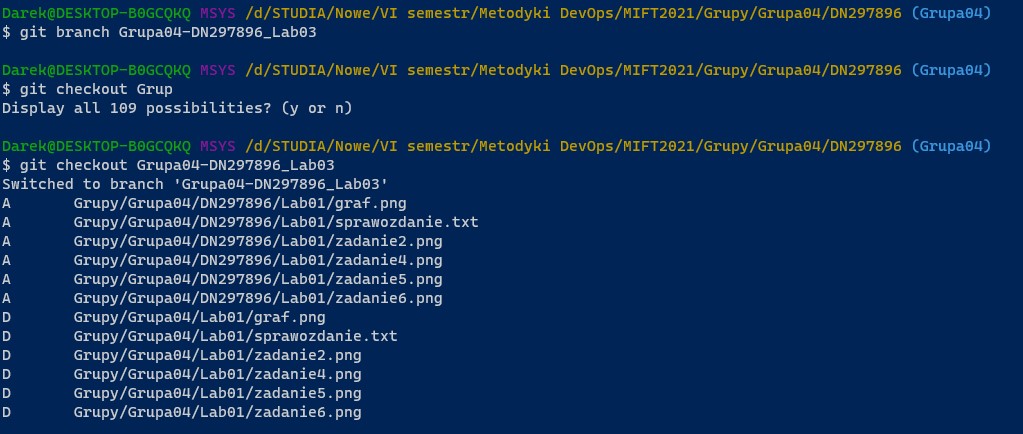 Darek@DESKTOP-B0GCQKQ MSYS /d/STUDIA/Nowe/VI semestr/Metodyki DevOps/MIFT2021/Grupy/Grupa04/DN297896 (Grupa04)
$ git branch Grupa04-DN297896_Lab03
Darek@DESKTOP-B0GCQKQ MSYS /d/STUDIA/Nowe/VI semestr/Metodyki DevOps/MIFT2021/Grupy/Grupa04/DN297896 (Grupa04)
$ git checkout Grup
Display all 109 possibilities? (y or n)
Darek@DESKTOP-B0GCQKQ MSYS /d/STUDIA/Nowe/VI semestr/Metodyki DevOps/MIFT2021/Grupy/Grupa04/DN297896 (Grupa04)
$ git checkout Grupa04-DN297896_Lab03
Switched to branch 'Grupa04-DN297896_Lab03'
A Grupy/Grupa04/DN297896/Lab01/graf.png
A Grupy/Grupa04/DN297896/Lab01/sprawozdanie.txt
A Grupy/Grupa04/DN297896/Lab01/zadanie2.png
A Grupy/Grupa04/DN297896/Lab01/zadanie4.png
A Grupy/Grupa04/DN297896/Lab01/zadanie5.png
A Grupy/Grupa04/DN297896/Lab01/zadanie6.png
D Grupy/Grupa04/Lab01/graf.png
D Grupy/Grupa04/Lab01/sprawozdanie.txt
D Grupy/Grupa04/Lab01/zadanie2.png
D Grupy/Grupa04/Lab01/zadanie4.png
D Grupy/Grupa04/Lab01/zadanie5.png
D Grupy/Grupa04/Lab01/zadanie6.png